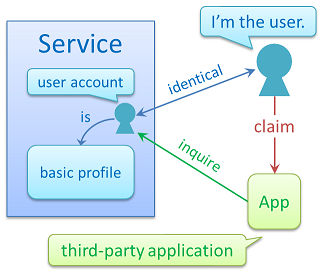 Service
I'm the user.
user account
identical
is
claim
inquire
basic profile
App
third-party application